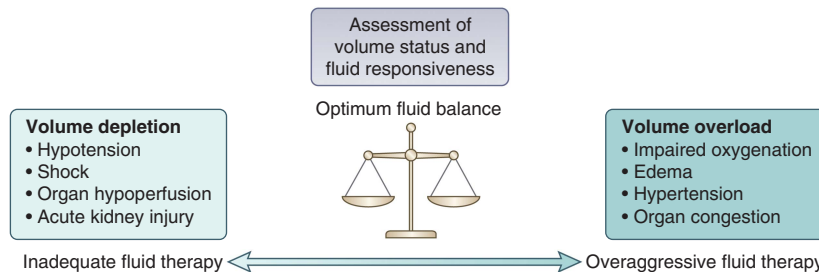 Assessment of
volume status and
fluid responsiveness
Optimum fluid balance
Volume depletion
• Hypotension
• Shock
• Organ hypoperfusion
• Acute kidney injury
Volume overload
• Impaired oxygenation
• Edema
• Hypertension
• Organ congestion
Inadequate fluid therapy
Overaggressive fluid therapy